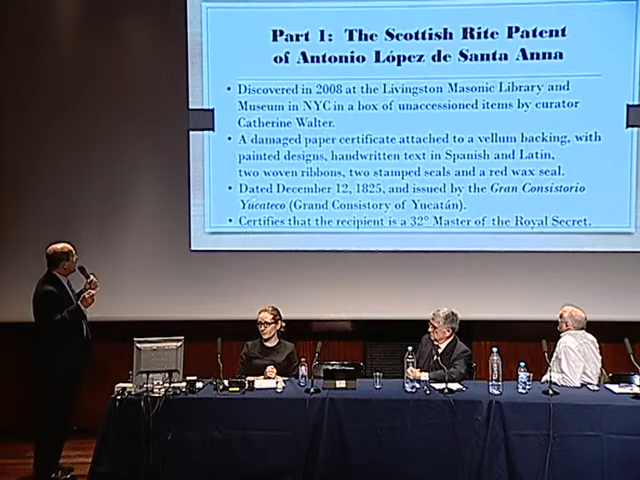 Part 1: The Scottish Rite Patent
of Antonio López de Santa Anna
• Discovered in 2008 at the Livingston Masonic Library and
Museum in NYC in a box of unaccessioned items by curator
Catherine Walter.
• A damaged paper certificate attached to a vellum backing, with
painted designs, handwritten text in Spanish and Latin,
two woven ribbons, two stamped seals and a red wax seal.
• Dated December 12, 1825, and issued by the Gran Consistorio
Yucateco (Grand Consistory of Yucatán).
• Certifies that the recipient is a 32° Master of the Royal Secret.